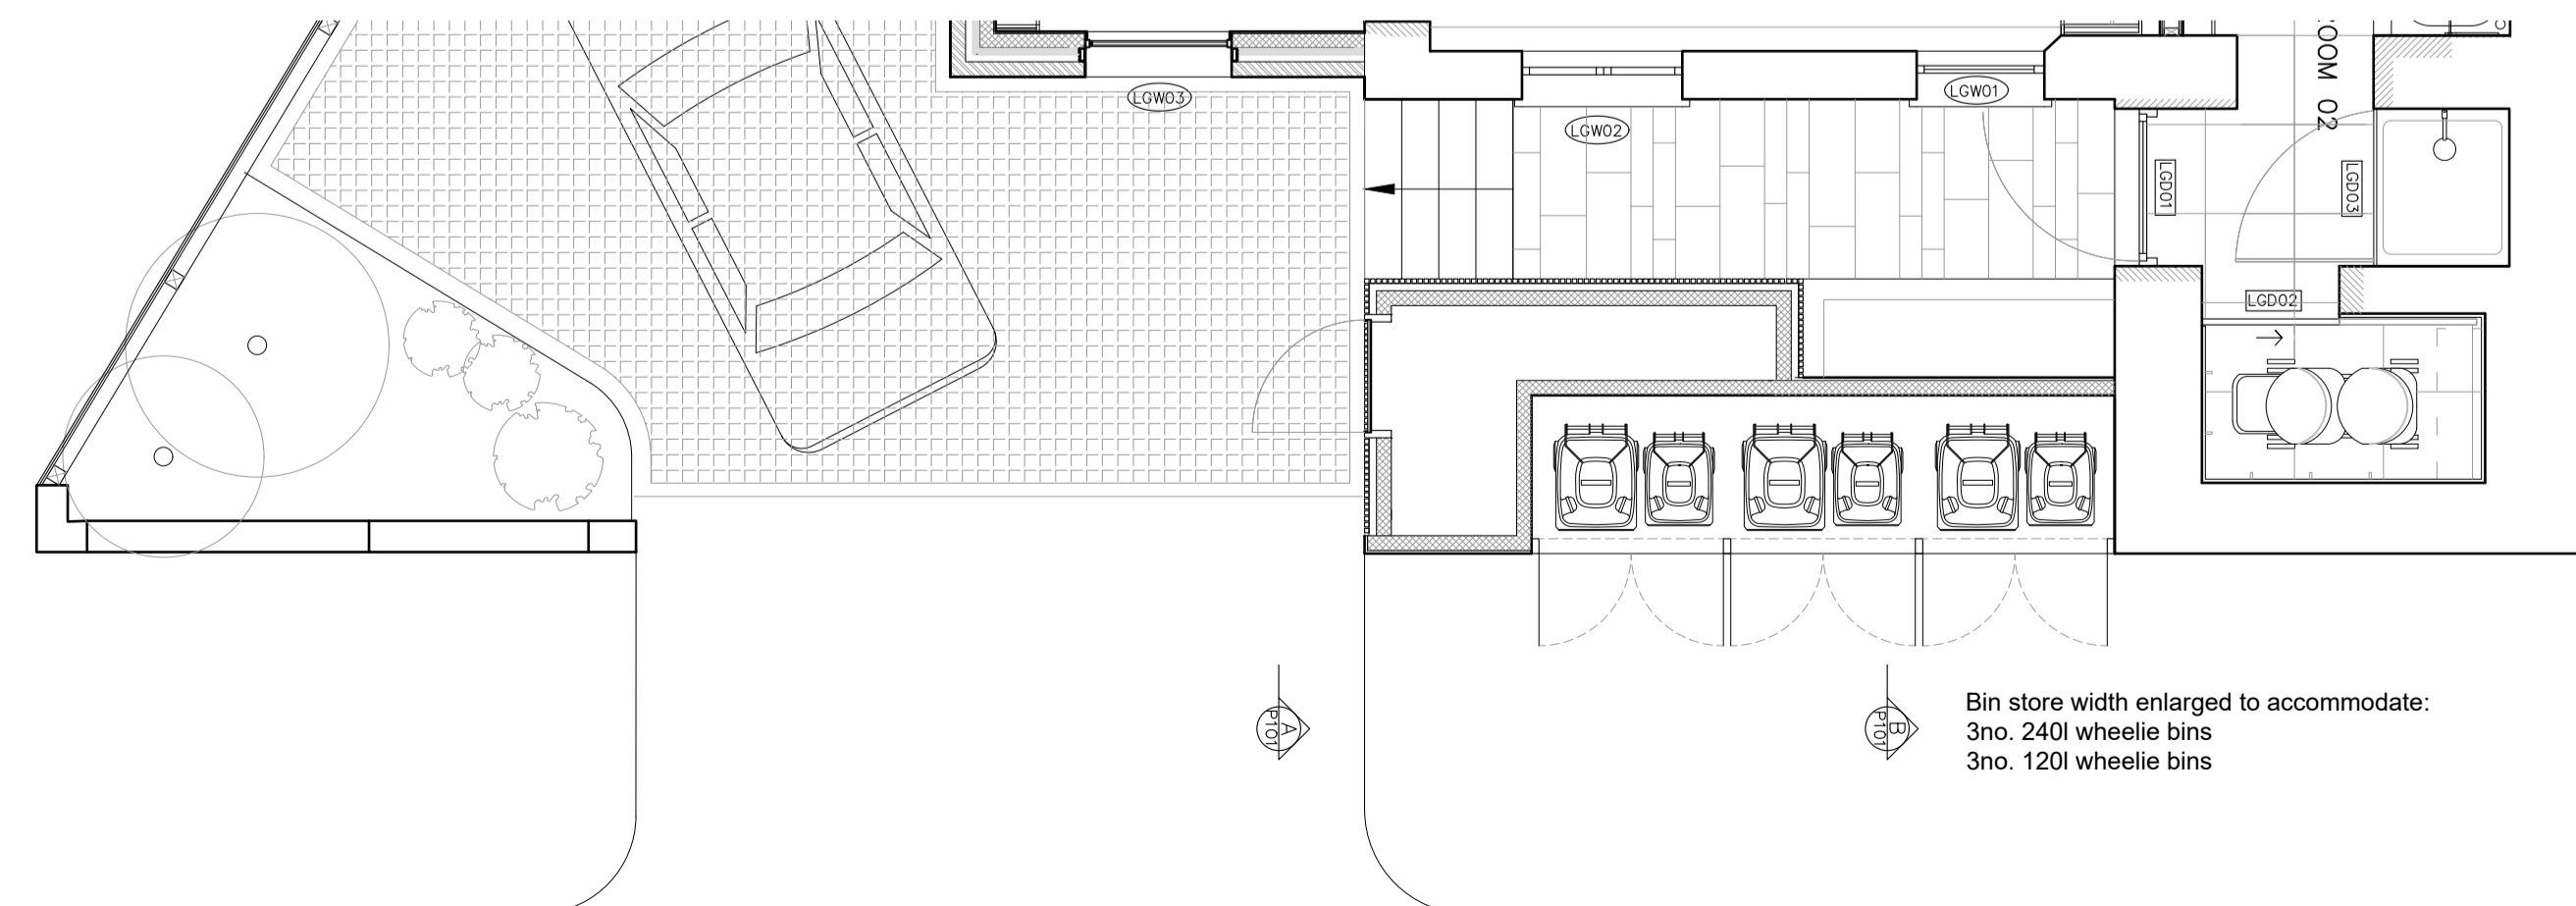 OOM 02
LGW03
LGW01
LGW02
LGD01
LGD03
LGD02
A
P101
B
P101
Bin store width enlarged to accommodate:
3no. 240l wheelie bins
3no. 120l wheelie bins